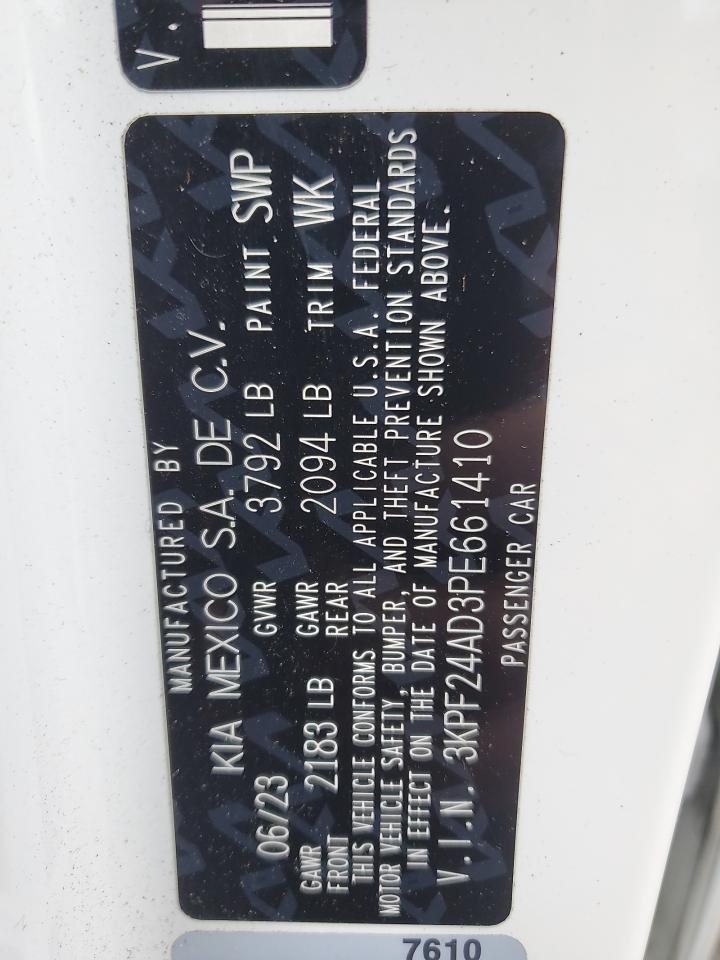 V.
MANUFACTURED BY
KIA MEXICO S.A. DE C.V.
06/23 GVWR 3792 LB PAINT SWP
GAWR FRONT 2183 LB GAWR REAR 2094 LB TRIM WK
THIS VEHICLE CONFORMS TO ALL APPLICABLE U.S.A. FEDERAL
MOTOR VEHICLE SAFETY, BUMPER, AND THEFT PREVENTION STANDARDS
IN EFFECT ON THE DATE OF MANUFACTURE SHOWN ABOVE.
V.I.N. 3KPF24AD3PE661410
PASSENGER CAR
7610